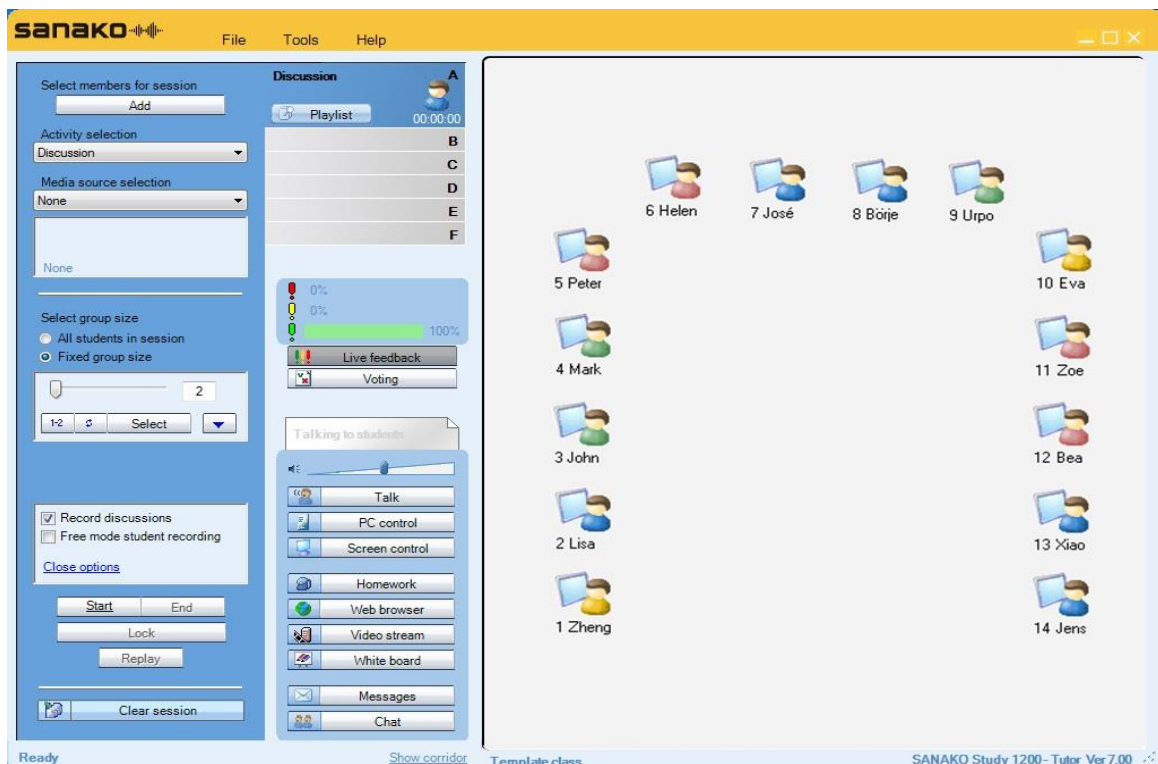 sanako
File Tools Help
Select members for session
Add
Activity selection
Discussion
Media source selection
None
None
Select group size
All students in session
Fixed group size
2
1-2 Select
Record discussions
Free mode student recording
Close options
Start End
Lock
Replay
Clear session
Ready
Discussion A
Playlist 00:00:00
B
C
D
E
F
0%
0%
100%
Live feedback
Voting
Talking to students
Talk
PC control
Screen control
Homework
Web browser
Video stream
White board
Messages
Chat
Show corridor
6 Helen 7 José 8 Börje 9 Urpo
5 Peter 10 Eva
4 Mark 11 Zoe
3 John 12 Bea
2 Lisa 13 Xiao
1 Zheng 14 Jens
Template class SANAKO Study 1200 - Tutor Ver 7.00